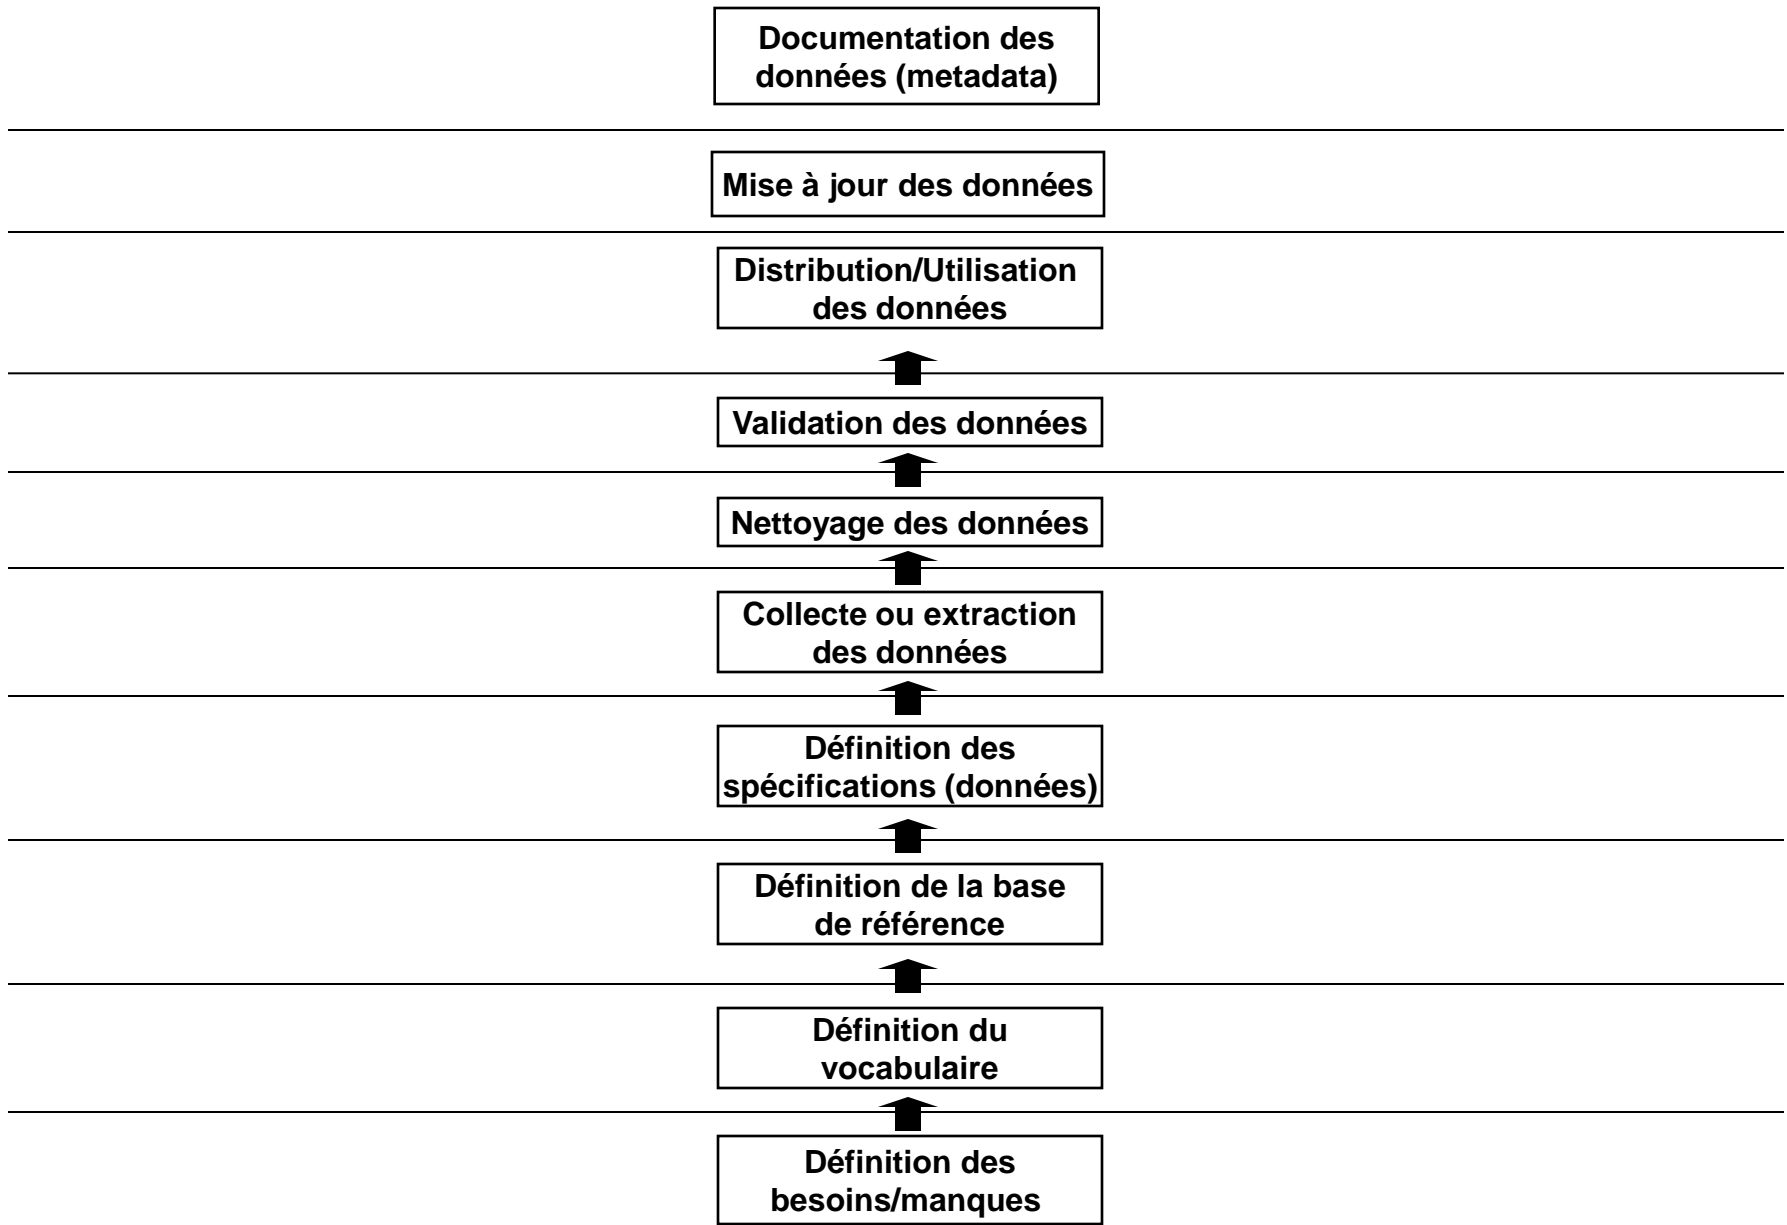 Documentation des
données (metadata)
Mise à jour des données
Distribution/Utilisation
des données
Validation des données
Nettoyage des données
Collecte ou extraction
des données
Définition des
spécifications (données)
Définition de la base
de référence
Définition du
vocabulaire
Définition des
besoins/manques